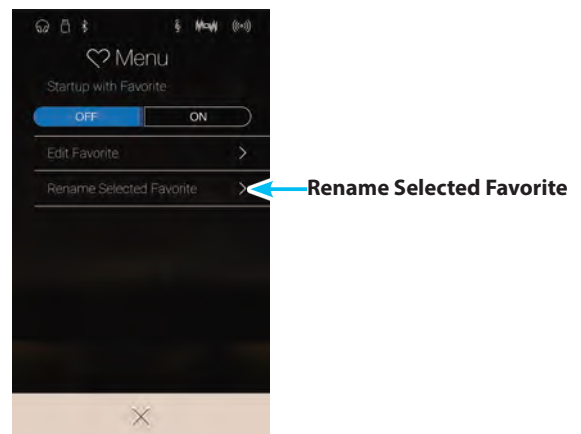 Menu
Startup with Favorite
OFF ON
Edit Favorite
Rename Selected Favorite
Rename Selected Favorite